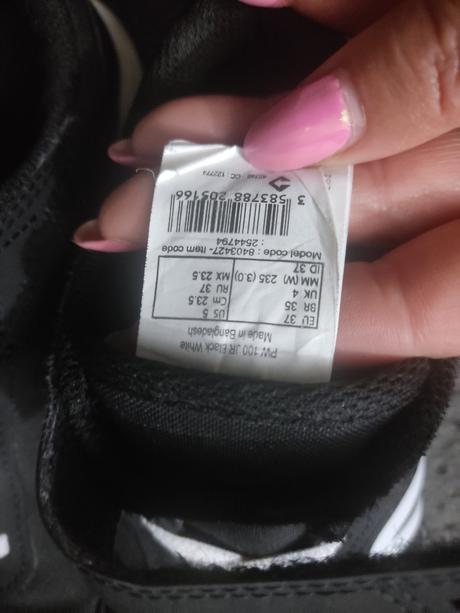 PW 100 JR Black White
Made in Bangladesh
EU 37 US 5
BR 35 Cm 23.5
UK 4 RU 37
MM (W) 235 (3.0) MX 23.5
ID 37
Model code : 8403427- Item code
: 2544794
3 583788 205166
CC : 122774